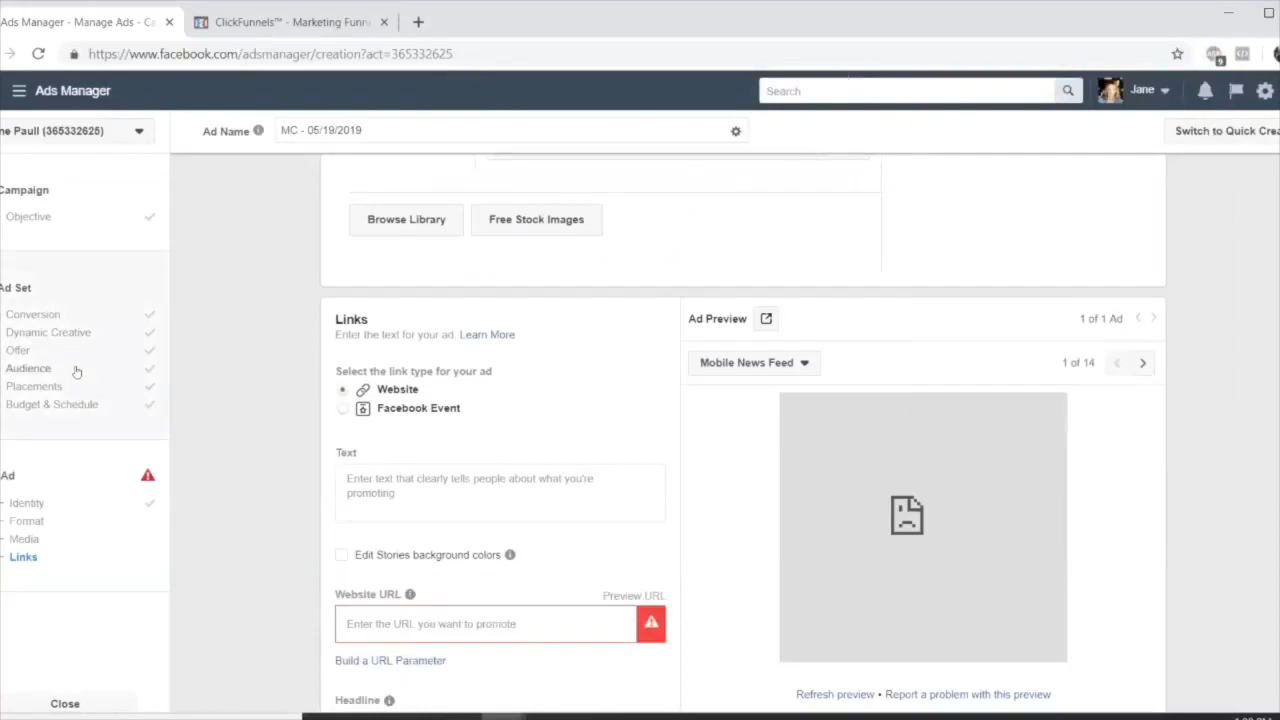 Ads Manager - Manage Ads - Ca
ClickFunnels™ - Marketing Funn
https://www.facebook.com/adsmanager/creation?act=365332625
9
Ads Manager
Search
Jane
ne Paull (365332625)
Ad Name
MC - 05/19/2019
Switch to Quick Crea
Campaign
Objective
Ad Set
Conversion
Dynamic Creative
Offer
Audience
Placements
Budget & Schedule
Ad
Identity
Format
Media
Links
Close
Browse Library
Free Stock Images
Links
Enter the text for your ad. Learn More
Select the link type for your ad
Website
Facebook Event
Text
Enter text that clearly tells people about what you're
promoting
Edit Stories background colors
Website URL
Preview URL
Enter the URL you want to promote
Build a URL Parameter
Headline
Ad Preview
1 of 1 Ad
Mobile News Feed
1 of 14
Refresh preview • Report a problem with this preview